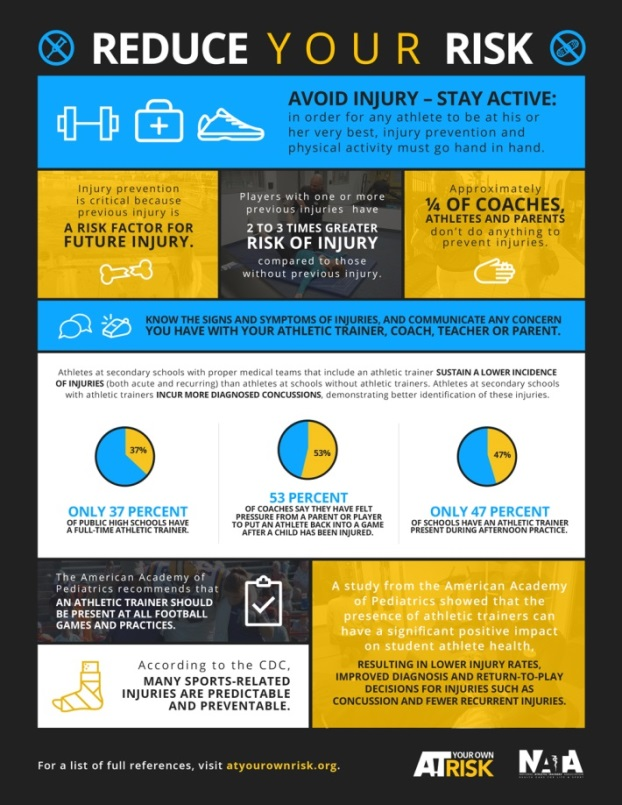 REDUCE YOUR RISK
AVOID INJURY – STAY ACTIVE:
in order for any athlete to be at his or
her very best, injury prevention and
physical activity must go hand in hand.
Injury prevention
is critical because
previous injury is
A RISK FACTOR FOR
FUTURE INJURY.
Players with one or more
previous injuries have
2 TO 3 TIMES GREATER
RISK OF INJURY
compared to those
without previous injury.
Approximately
¼ OF COACHES,
ATHLETES AND PARENTS
don't do anything to
prevent injuries.
KNOW THE SIGNS AND SYMPTOMS OF INJURIES, AND COMMUNICATE ANY CONCERN
YOU HAVE WITH YOUR ATHLETIC TRAINER, COACH, TEACHER OR PARENT.
Athletes at secondary schools with proper medical teams that include an athletic trainer SUSTAIN A LOWER INCIDENCE
OF INJURIES (both acute and recurring) than athletes at schools without athletic trainers. Athletes at secondary schools
with athletic trainers INCUR MORE DIAGNOSED CONCUSSIONS, demonstrating better identification of these injuries.
37%
ONLY 37 PERCENT
OF PUBLIC HIGH SCHOOLS HAVE
A FULL-TIME ATHLETIC TRAINER.
53%
53 PERCENT
OF COACHES SAY THEY HAVE FELT
PRESSURE FROM A PARENT OR PLAYER
TO PUT AN ATHLETE BACK INTO A GAME
AFTER A CHILD HAS BEEN INJURED.
47%
ONLY 47 PERCENT
OF SCHOOLS HAVE AN ATHLETIC TRAINER
PRESENT DURING AFTERNOON PRACTICE.
The American Academy of
Pediatrics recommends that
AN ATHLETIC TRAINER SHOULD
BE PRESENT AT ALL FOOTBALL
GAMES AND PRACTICES.
According to the CDC,
MANY SPORTS-RELATED
INJURIES ARE PREDICTABLE
AND PREVENTABLE.
A study from the American Academy
of Pediatrics showed that the
presence of athletic trainers can
have a significant positive impact
on student athlete health,
RESULTING IN LOWER INJURY RATES,
IMPROVED DIAGNOSIS AND RETURN-TO-PLAY
DECISIONS FOR INJURIES SUCH AS
CONCUSSION AND FEWER RECURRENT INJURIES.
For a list of full references, visit atyourownrisk.org.
AT YOUR OWN RISK
NATA